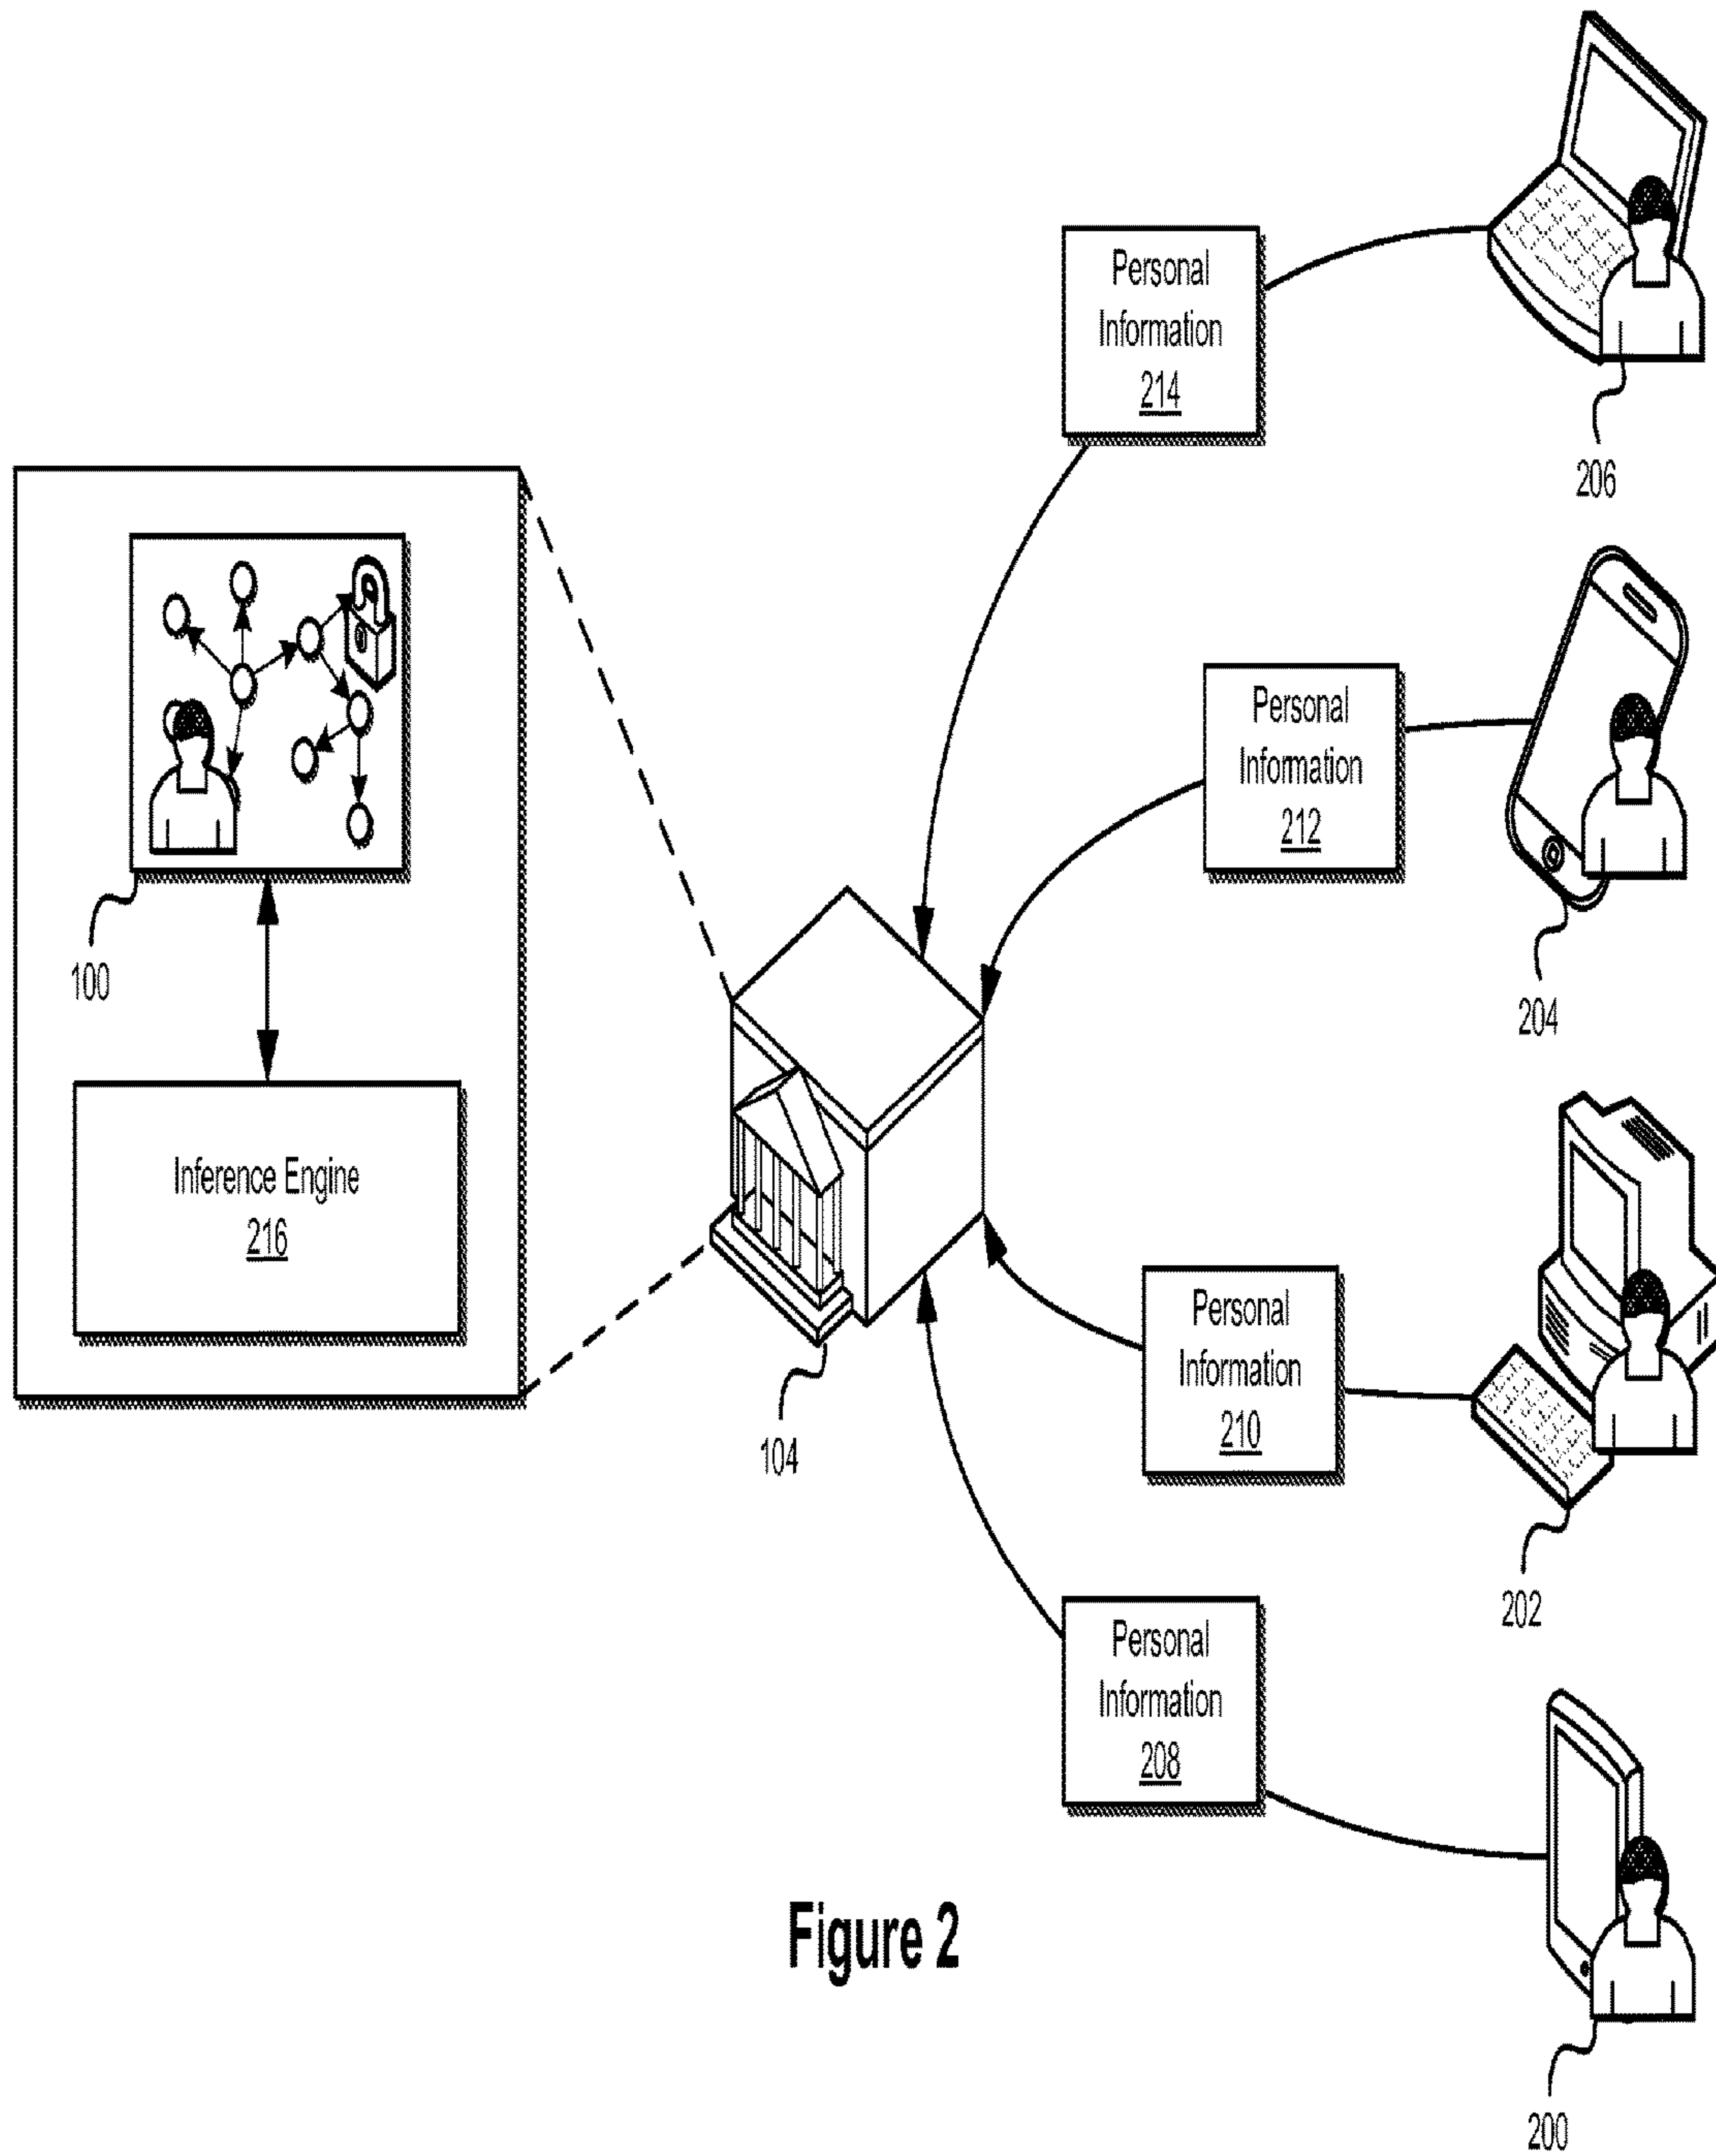 Personal
Information
214
206
100
Personal
Information
212
204
Inference Engine
216
104
Personal
Information
210
202
Personal
Information
208
200
Figure 2